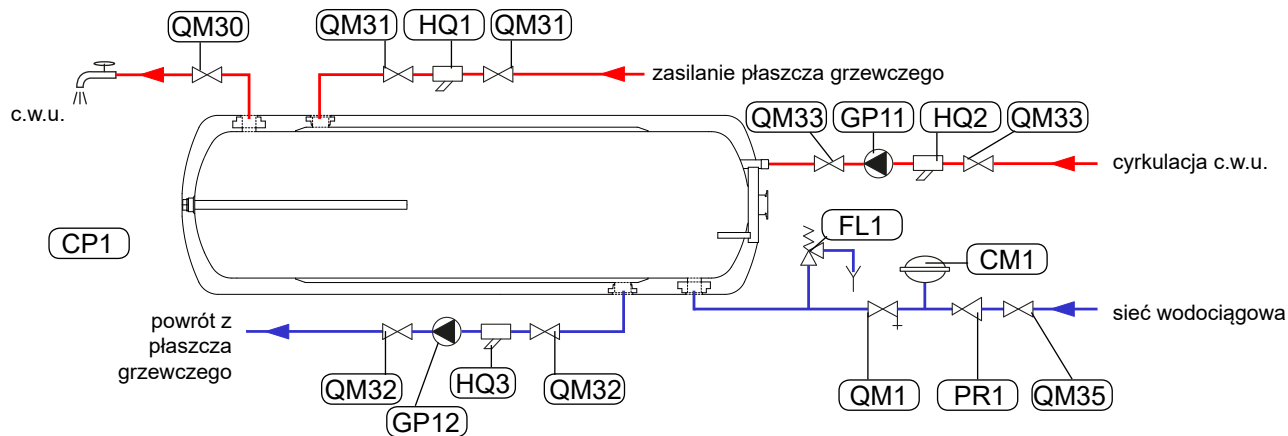 QM30
QM31
HQ1
QM31
zasilanie płaszcza grzewczego
c.w.u.
QM33
GP11
HQ2
QM33
cyrkulacja c.w.u.
CP1
FL1
CM1
powrót z
płaszcza
grzewczego
sieć wodociągowa
QM32
GP12
HQ3
QM32
QM1
PR1
QM35